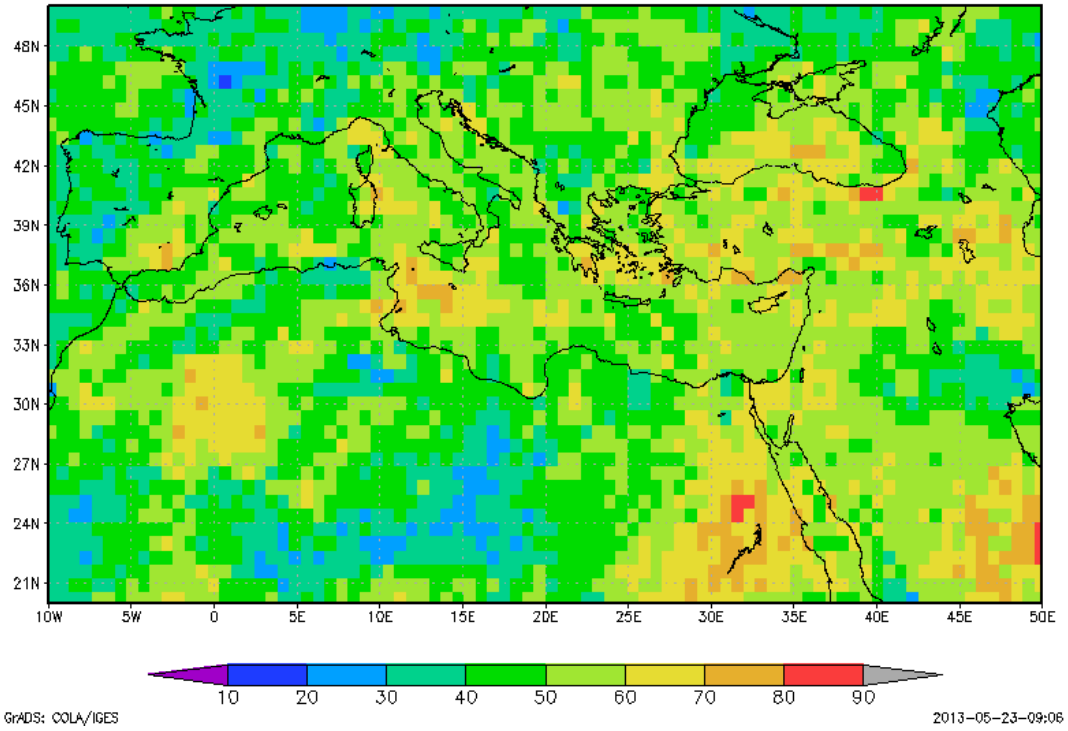 48N
45N
42N
39N
36N
33N
30N
27N
24N
21N
10W 5W 0 5E 10E 15E 20E 25E 30E 35E 40E 45E 50E
10 20 30 40 50 60 70 80 90
GrADS: COLA/IGES 2013-05-23-09:06